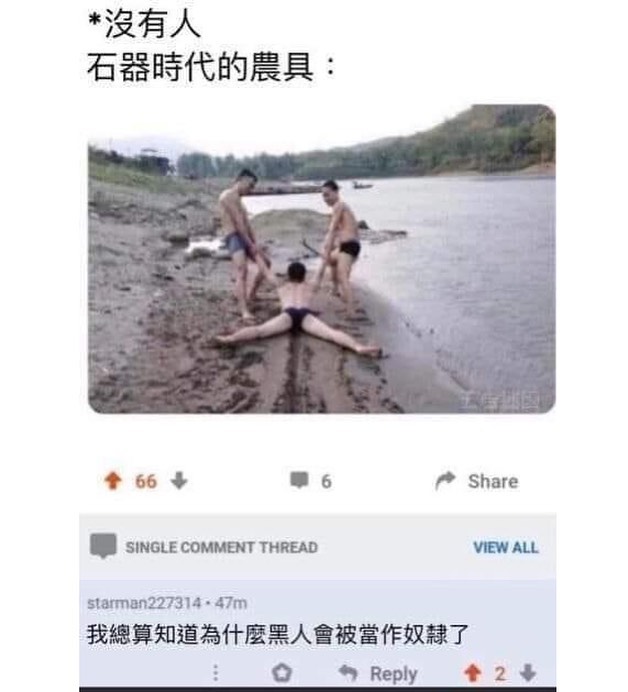 *沒有人
石器時代的農具：
66
6
Share
SINGLE COMMENT THREAD
VIEW ALL
starman227314 • 47m
我總算知道為什麼黑人會被當作奴隸了
Reply
2